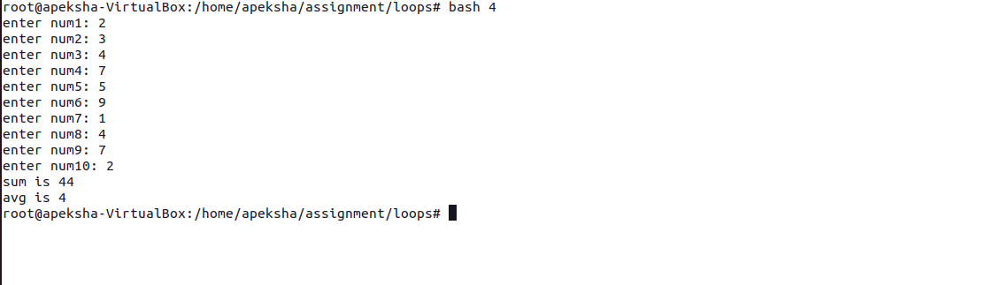 root@apeksha-VirtualBox:/home/apeksha/assignment/loops# bash 4
enter num1: 2
enter num2: 3
enter num3: 4
enter num4: 7
enter num5: 5
enter num6: 9
enter num7: 1
enter num8: 4
enter num9: 7
enter num10: 2
sum is 44
avg is 4
root@apeksha-VirtualBox:/home/apeksha/assignment/loops#